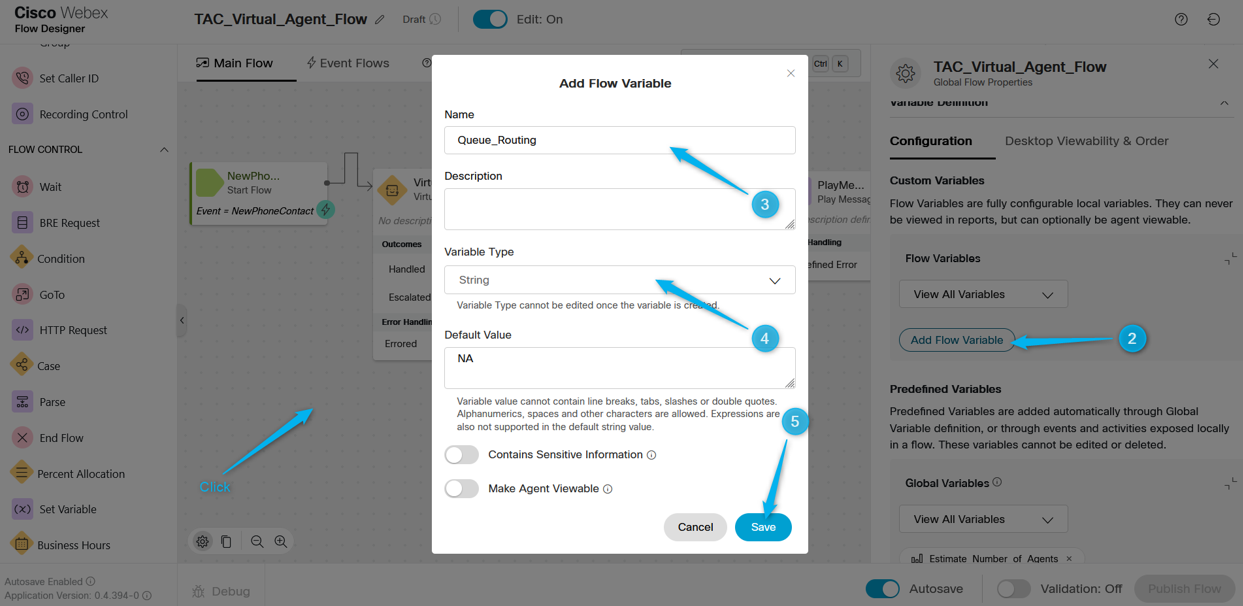 Cisco Webex
Flow Designer
TAC_Virtual_Agent_Flow
Draft
Edit: On
Group
Set Caller ID
Recording Control
FLOW CONTROL
Wait
BRE Request
Condition
GoTo
HTTP Request
Case
Parse
End Flow
Percent Allocation
Set Variable
Business Hours
Autosave Enabled
Application Version: 0.4.394-0
Main Flow
Event Flows
Ctrl K
NewPho...
Start Flow
Event = NewPhoneContact
Virt
Virtu
No descriptio
Outcomes
Handled
Escalated
Error Handlin
Errored
Click
Debug
Add Flow Variable
Name
Queue_Routing
3
Description
Variable Type
String
Variable Type cannot be edited once the variable is created.
4
Default Value
NA
Variable value cannot contain line breaks, tabs, slashes or double quotes.
Alphanumerics, spaces and other characters are allowed. Expressions are
also not supported in the default string value.
5
Contains Sensitive Information
Make Agent Viewable
Cancel
Save
PlayMe...
Play Messag
scription defin
Handling
efined Error
TAC_Virtual_Agent_Flow
Global Flow Properties
Variable Definition
Configuration
Desktop Viewability & Order
Custom Variables
Flow Variables are fully configurable local variables. They can never
be viewed in reports, but can optionally be agent viewable.
Flow Variables
View All Variables
Add Flow Variable
2
Predefined Variables
Predefined Variables are added automatically through Global
Variable definition, or through events and activities exposed locally
in a flow. These variables cannot be edited or deleted.
Global Variables
View All Variables
Estimate_Number_of_Agents
Autosave
Validation: Off
Publish Flow